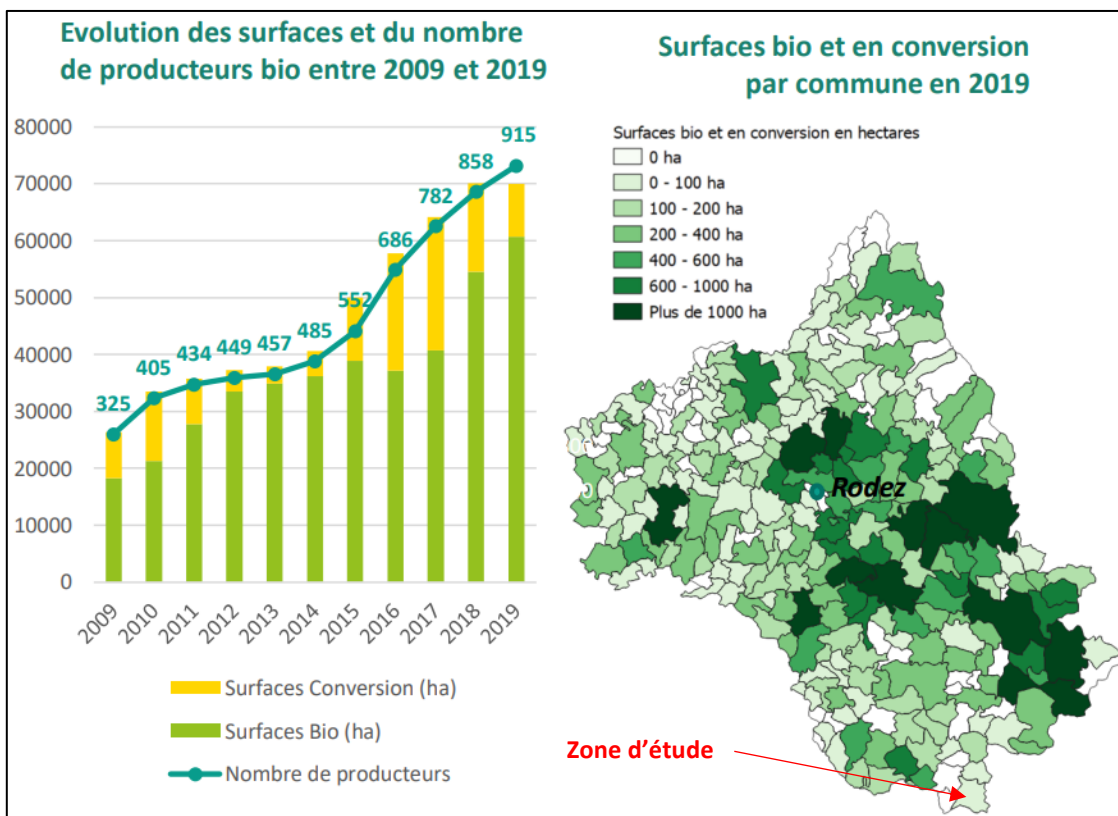 Evolution des surfaces et du nombre
de producteurs bio entre 2009 et 2019
80000
70000
60000
50000
40000
30000
20000
10000
0
325
405
434
449
457
485
552
686
782
858
915
2009
2010
2011
2012
2013
2014
2015
2016
2017
2018
2019
Surfaces Conversion (ha)
Surfaces Bio (ha)
Nombre de producteurs
Surfaces bio et en conversion
par commune en 2019
Surfaces bio et en conversion en hectares
0 ha
0 - 100 ha
100 - 200 ha
200 - 400 ha
400 - 600 ha
600 - 1000 ha
Plus de 1000 ha
Rodez
Zone d'étude